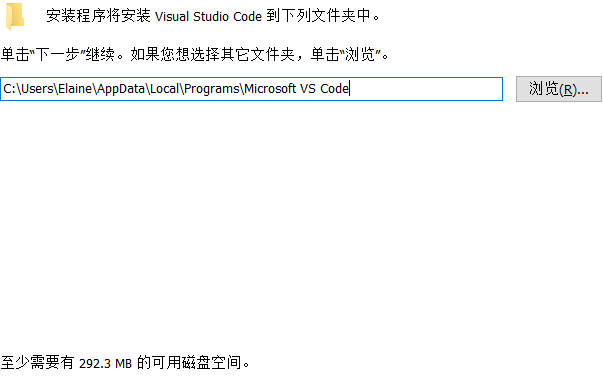 安装程序将安装 Visual Studio Code 到下列文件夹中。
单击“下一步”继续。如果您想选择其它文件夹，单击“浏览”。
C:\Users\Elaine\AppData\Local\Programs\Microsoft VS Code
浏览(R)...
至少需要有 292.3 MB 的可用磁盘空间。